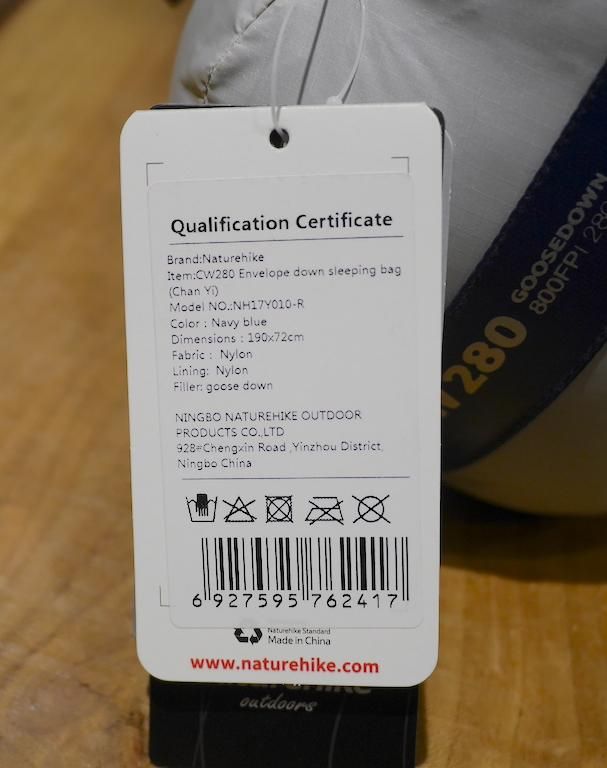 Qualification Certificate
Brand:Naturehike
Item:CW280 Envelope down sleeping bag
(Chan Yi)
Model NO.:NH17Y010-R
Color : Navy blue
Dimensions : 190x72cm
Fabric : Nylon
Lining: Nylon
Filler: goose down
NINGBO NATUREHIKE OUTDOOR
PRODUCTS CO.,LTD
928#Chengxin Road ,Yinzhou District,
Ningbo China
6 927595 762417
Naturehike Standard
Made in China
www.naturehike.com
outdoors
280
GOOSEDOWN
800FP